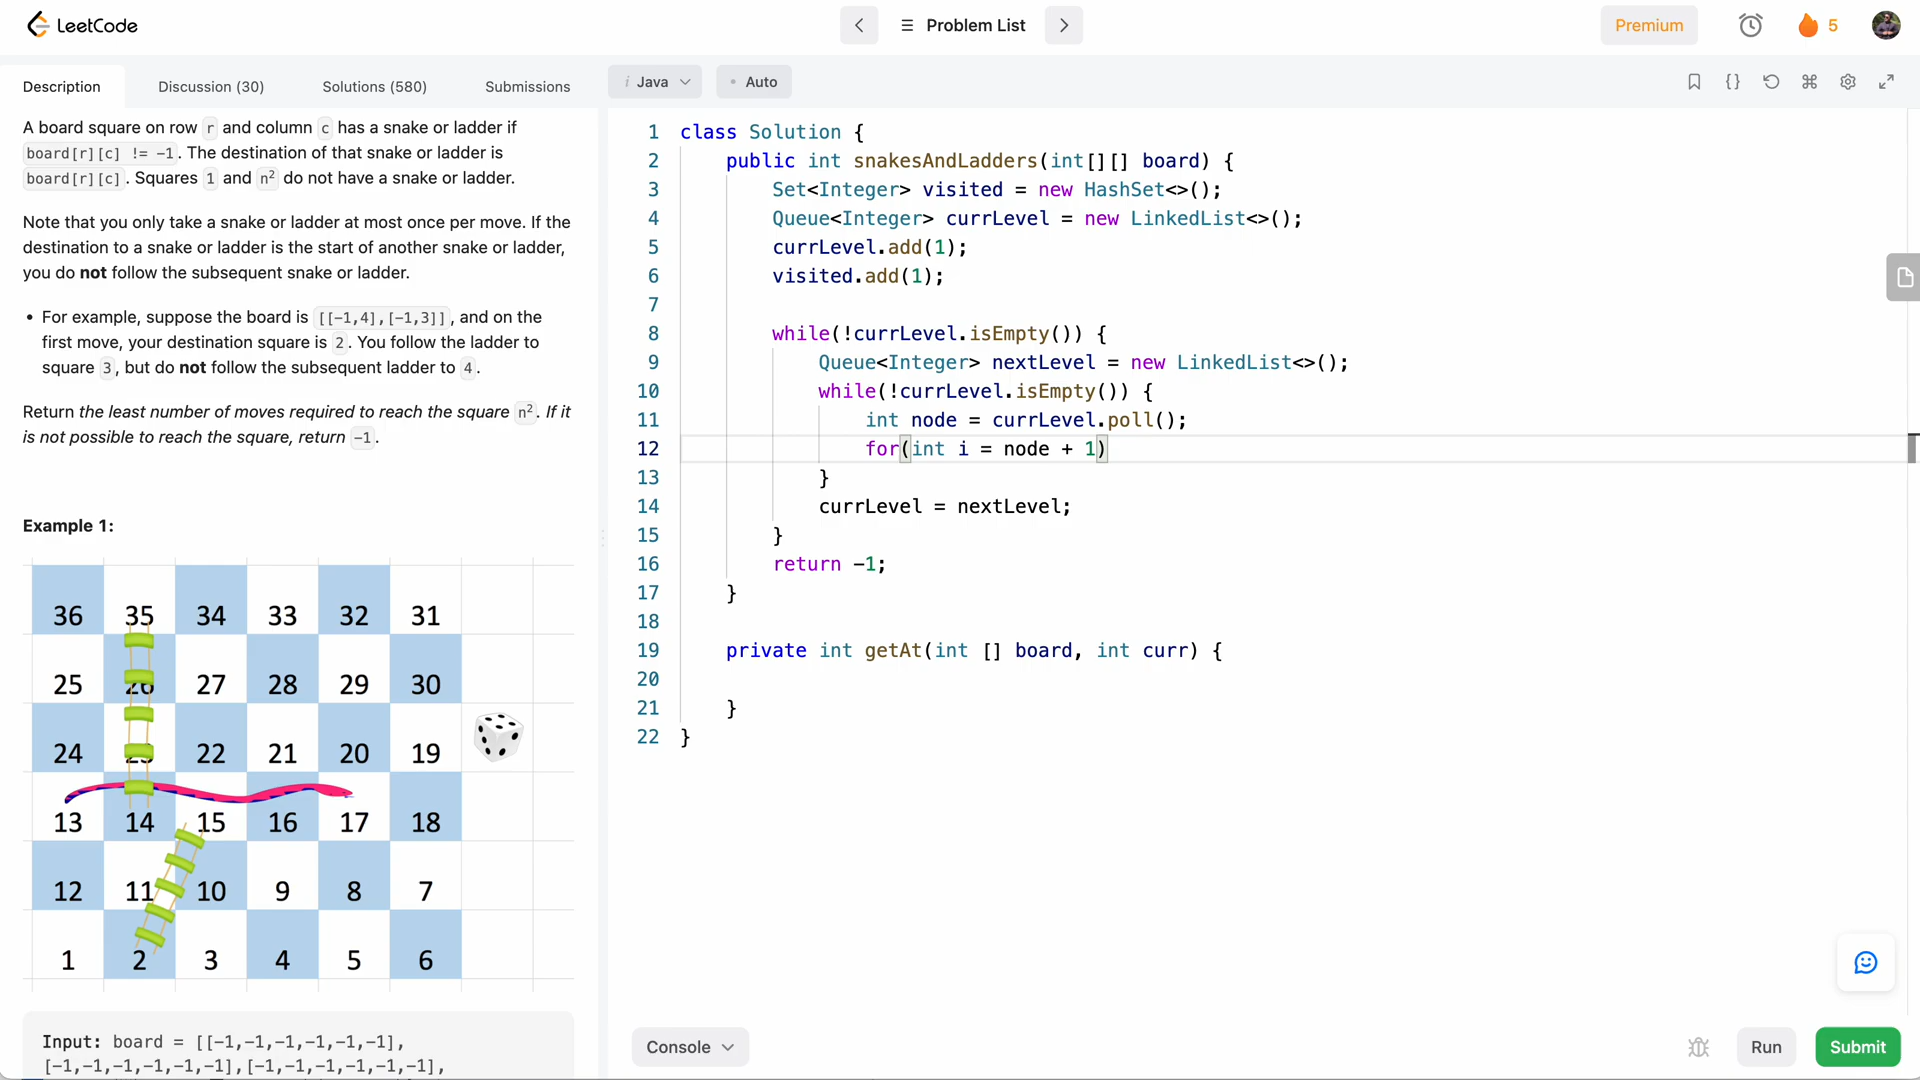 LeetCode
Problem List
Premium
5
Description
Discussion (30)
Solutions (580)
Submissions
i Java
• Auto
A board square on row r and column c has a snake or ladder if
board[r][c] != -1. The destination of that snake or ladder is
board[r][c]. Squares 1 and n² do not have a snake or ladder.
Note that you only take a snake or ladder at most once per move. If the
destination to a snake or ladder is the start of another snake or ladder,
you do not follow the subsequent snake or ladder.
• For example, suppose the board is [[-1,4],[-1,3]], and on the
first move, your destination square is 2. You follow the ladder to
square 3, but do not follow the subsequent ladder to 4.
Return the least number of moves required to reach the square n². If it
is not possible to reach the square, return -1.
Example 1:
36 35 34 33 32 31
25 26 27 28 29 30
24 23 22 21 20 19
13 14 15 16 17 18
12 11 10 9 8 7
1 2 3 4 5 6
Input: board = [[-1,-1,-1,-1,-1,-1],
[-1,-1,-1,-1,-1,-1],[-1,-1,-1,-1,-1,-1],
1 class Solution {
2 public int snakesAndLadders(int[][] board) {
3 Set<Integer> visited = new HashSet<>();
4 Queue<Integer> currLevel = new LinkedList<>();
5 currLevel.add(1);
6 visited.add(1);
7
8 while(!currLevel.isEmpty()) {
9 Queue<Integer> nextLevel = new LinkedList<>();
10 while(!currLevel.isEmpty()) {
11 int node = currLevel.poll();
12 for(int i = node + 1)
13 }
14 currLevel = nextLevel;
15 }
16 return -1;
17 }
18
19 private int getAt(int [] board, int curr) {
20
21 }
22 }
Console
Run
Submit